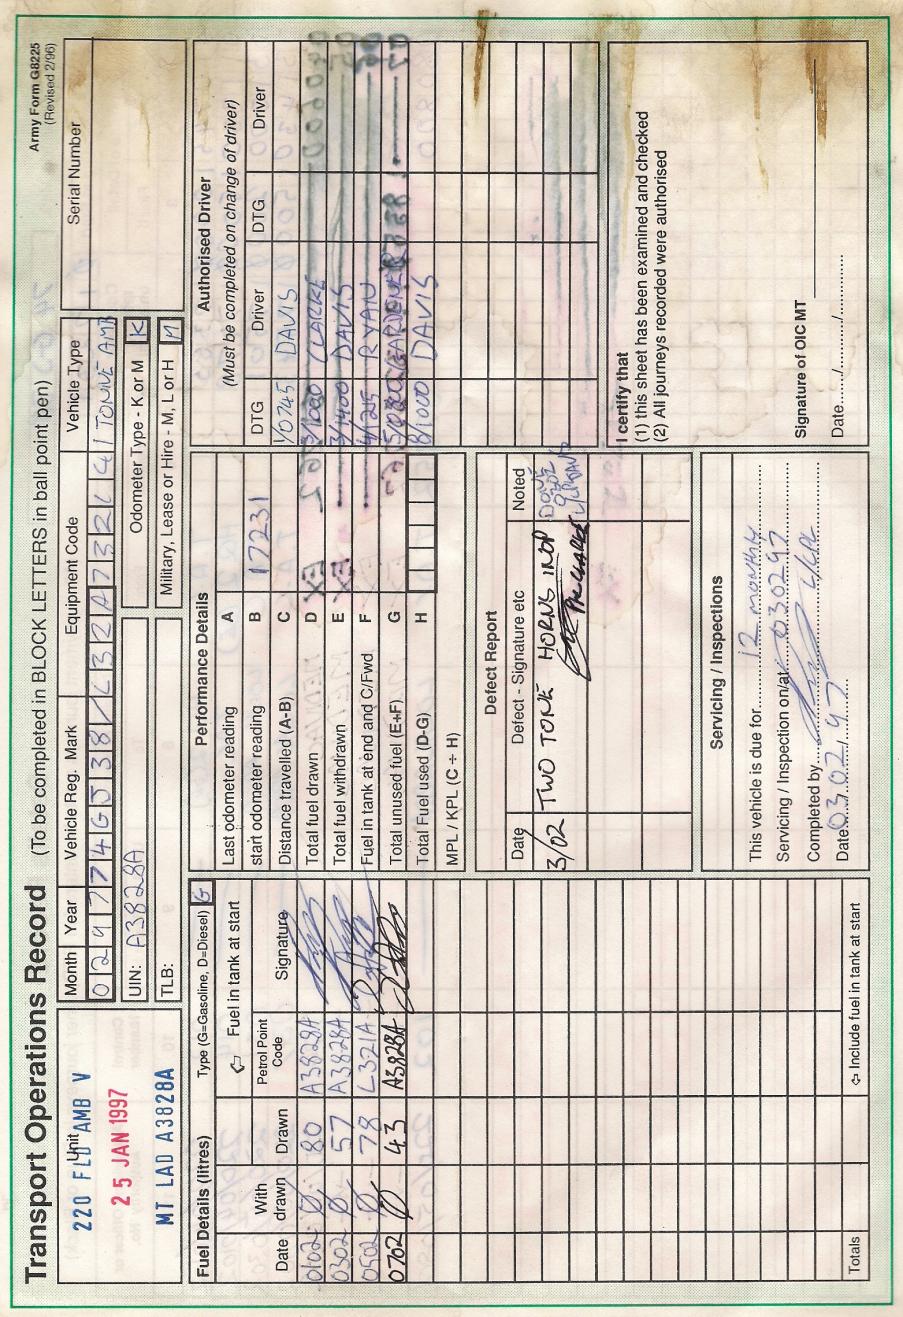 Transport Operations Record (To be completed in BLOCK LETTERS in ball point pen)
Army Form G8225
(Revised 2/96)
Unit
220 FLD AMB V
25 JAN 1997
MT LAD A3828A
Month Year Vehicle Reg. Mark Equipment Code Vehicle Type Serial Number
0 2 9 7 7 4 G J 3 8 L 3 2 A 7 3 2 L 4 1 TONNE AMB
UIN: A3828A
Odometer Type - K or M K
TLB:
Military, Lease or Hire - M, L or H M
Fuel Details (litres) Type (G=Gasoline, D=Diesel) G
⇦ Fuel in tank at start
Date With drawn Drawn Petrol Point Code Signature
0102 0 80 A3828A
0302 0 57 A3828A
0502 0 78 L321A
0702 0 43 A3828A
Totals ⇦ Include fuel in tank at start
Performance Details
Last odometer reading A
start odometer reading B 17231
Distance travelled (A-B) C
Total fuel drawn D
Total fuel withdrawn E
Fuel in tank at end and C/Fwd F
Total unused fuel (E+F) G
Total Fuel used (D-G) H
MPL / KPL (C ÷ H)
Defect Report
Date Defect - Signature etc Noted
3/02 TWO TONE HORNS INOP
Servicing / Inspections
This vehicle is due for 12 monthly
Servicing / Inspection on/at 030297
Completed by L/CPL
Date 03.02.97
Authorised Driver
(Must be completed on change of driver)
DTG Driver DTG Driver
1/0745 DAVIS
3/1000 CLARKE
3/1400 DAVIS
4/1215 RYAN
GARDENER
8/1000 DAVIS
I certify that
(1) this sheet has been examined and checked
(2) All journeys recorded were authorised
Signature of OIC MT
Date ...../...../.....